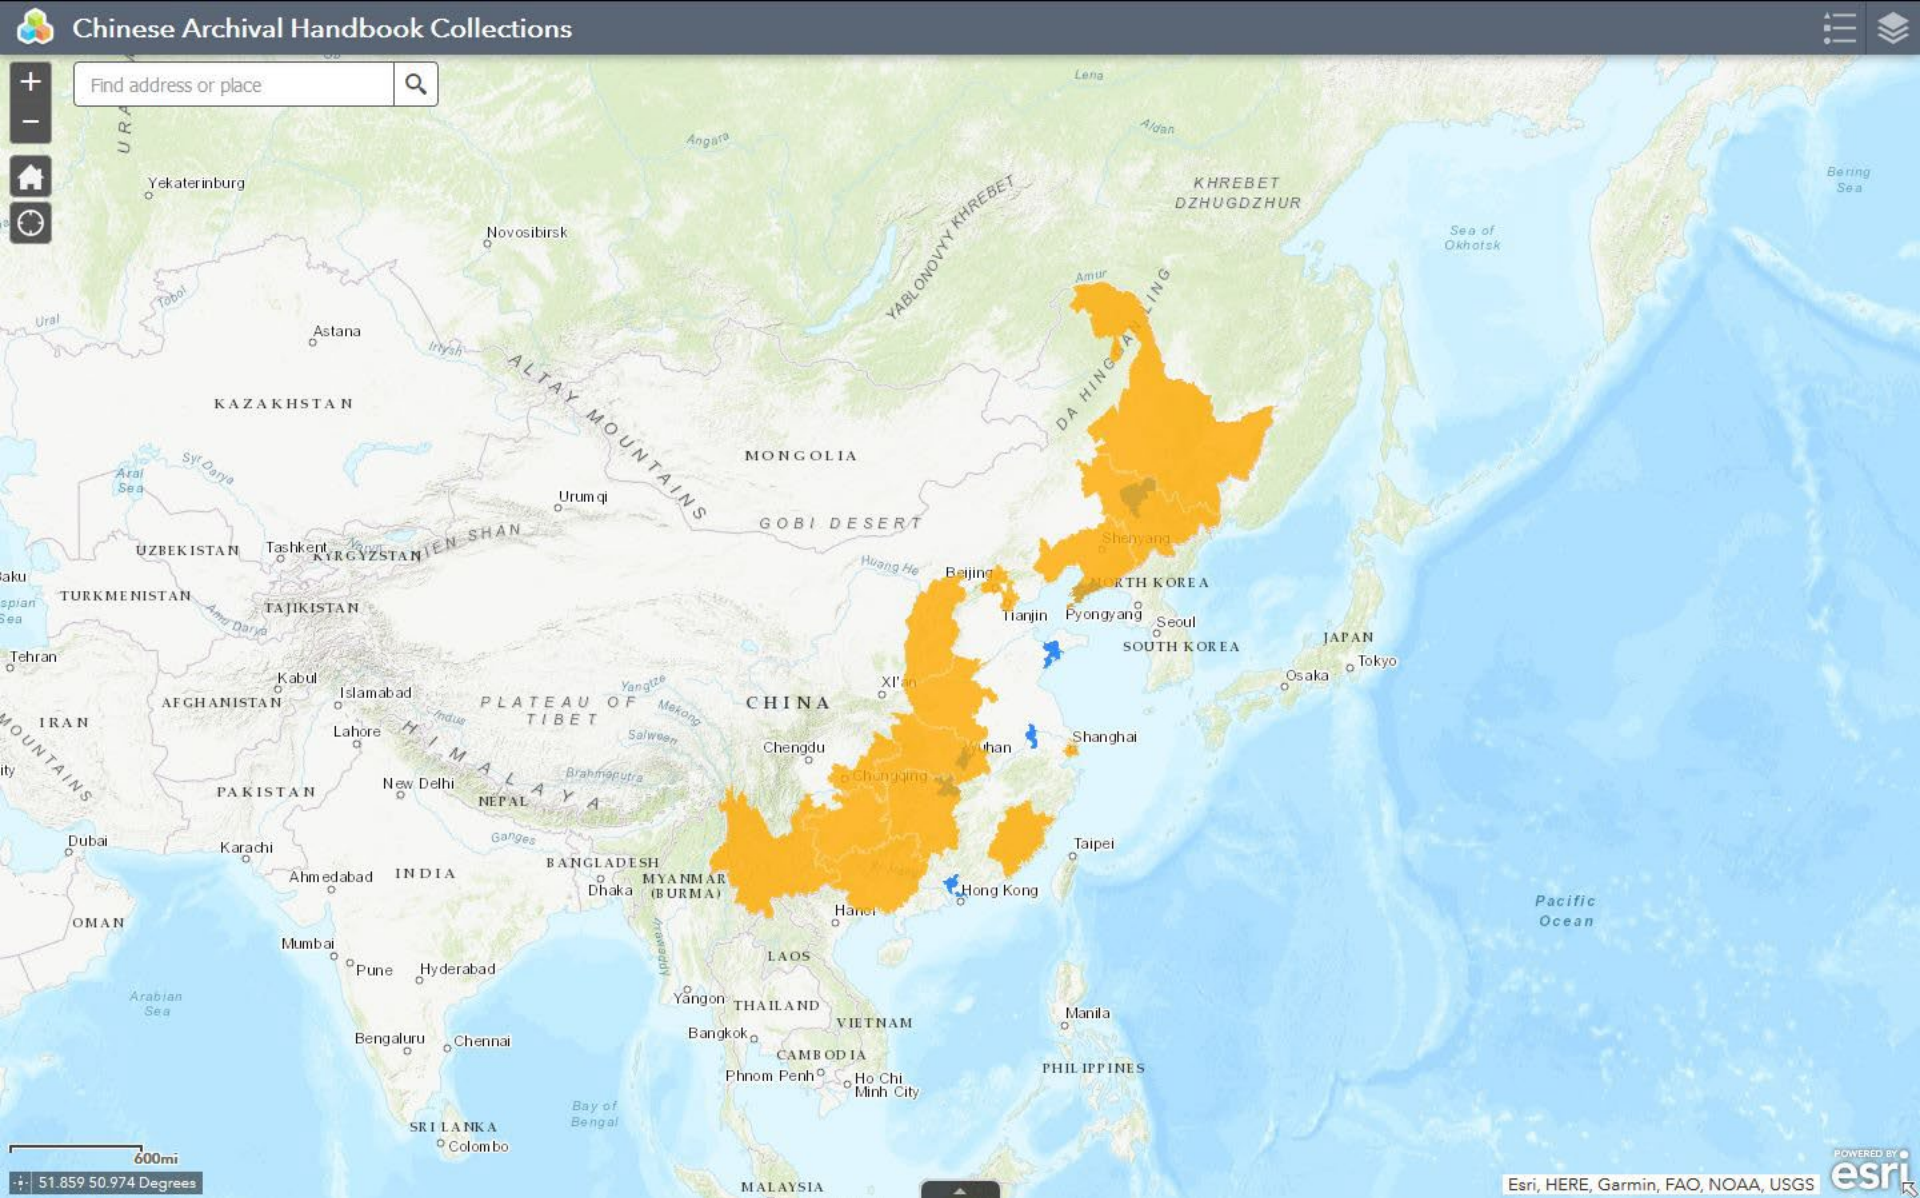 Chinese Archival Handbook Collections
+
Find address or place
−
Lena
Angara
Aldan
Yekaterinburg
KHREBET
DZHUGDZHUR
YABLONOVYY KHREBET
Bering
Sea
Novosibirsk
Sea of
Okhotsk
Amur
Tobol
Ural
Astana
Irtysh
ALTAY MOUNTAINS
KAZAKHSTAN
MONGOLIA
Syr Darya
Aral
Sea
Urumqi
GOBI DESERT
Shenyang
UZBEKISTAN
Tashkent
KYRGYZSTAN
TIEN SHAN
Huang He
Beijing
NORTH KOREA
TURKMENISTAN
TAJIKISTAN
Amu Darya
Tianjin
Pyongyang
Seoul
SOUTH KOREA
JAPAN
Tokyo
Osaka
Tehran
Kabul
Islamabad
AFGHANISTAN
PLATEAU OF
TIBET
Yangtze
Mekong
Salween
CHINA
Xi'an
IRAN
Indus
Lahore
HIMALAYA
Chengdu
Shanghai
Brahmaputra
Chongqing
New Delhi
PAKISTAN
NEPAL
Ganges
Dubai
Karachi
Taipei
BANGLADESH
Ahmedabad
INDIA
Dhaka
MYANMAR
(BURMA)
Hong Kong
Hanoi
OMAN
Pacific
Ocean
Irrawaddy
Mumbai
Pune
Hyderabad
LAOS
Arabian
Sea
Yangon
THAILAND
VIETNAM
Manila
Bangkok
Bengaluru
Chennai
CAMBODIA
PHILIPPINES
Phnom Penh
Ho Chi
Minh City
Bay of
Bengal
SRI LANKA
Colombo
600mi
51.859 50.974 Degrees
MALAYSIA
Esri, HERE, Garmin, FAO, NOAA, USGS
POWERED BY
esri